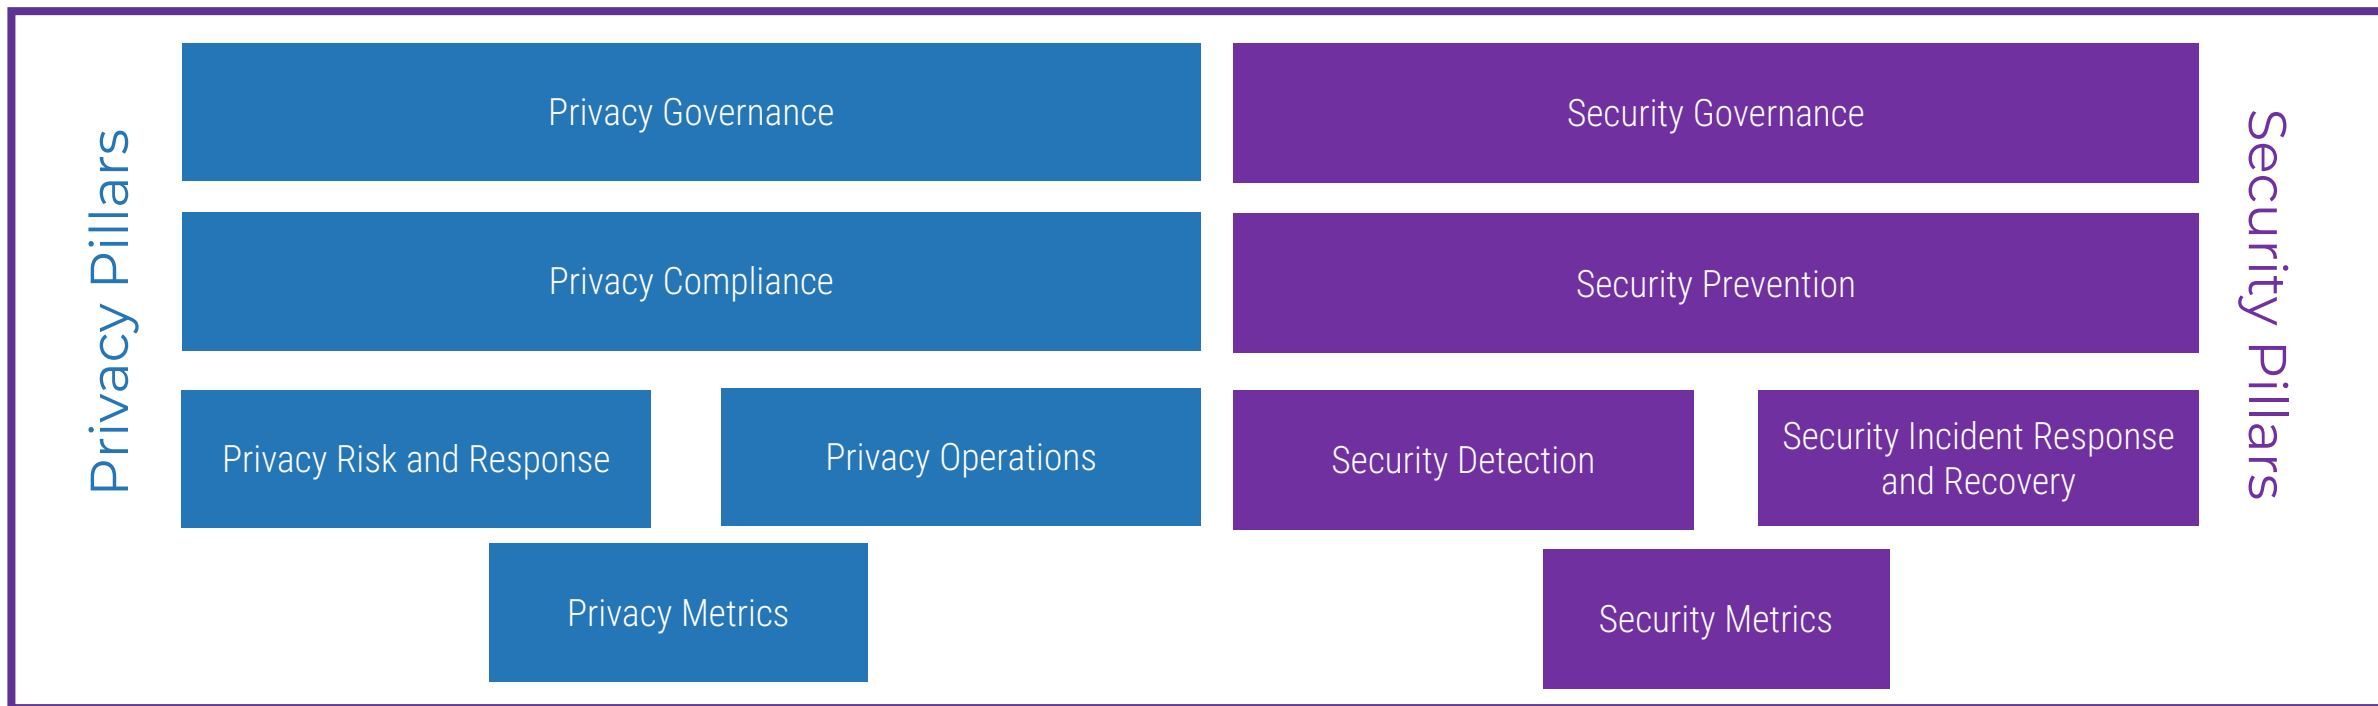 Privacy Pillars
Privacy Governance
Privacy Compliance
Privacy Risk and Response
Privacy Operations
Privacy Metrics
Security Governance
Security Prevention
Security Detection
Security Incident Response
and Recovery
Security Metrics
Security Pillars